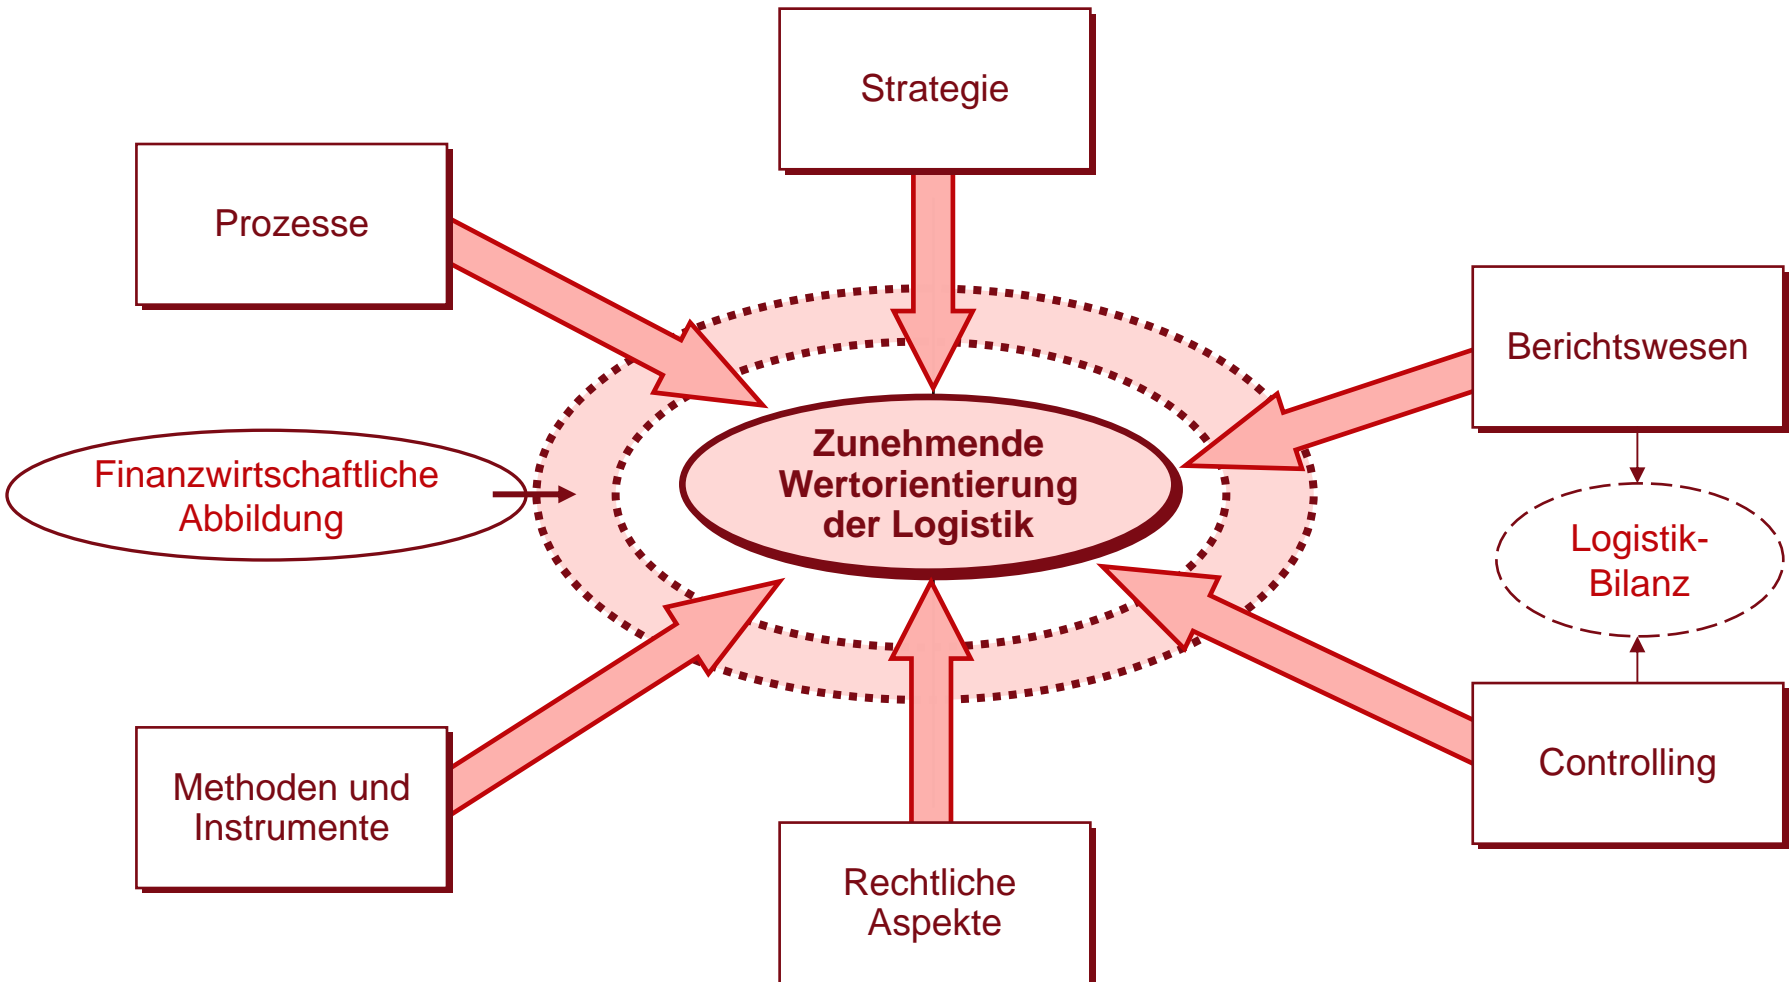 Strategie
Prozesse
Berichtswesen
Zunehmende
Wertorientierung
der Logistik
Finanzwirtschaftliche
Abbildung
Logistik-
Bilanz
Methoden und
Instrumente
Controlling
Rechtliche
Aspekte